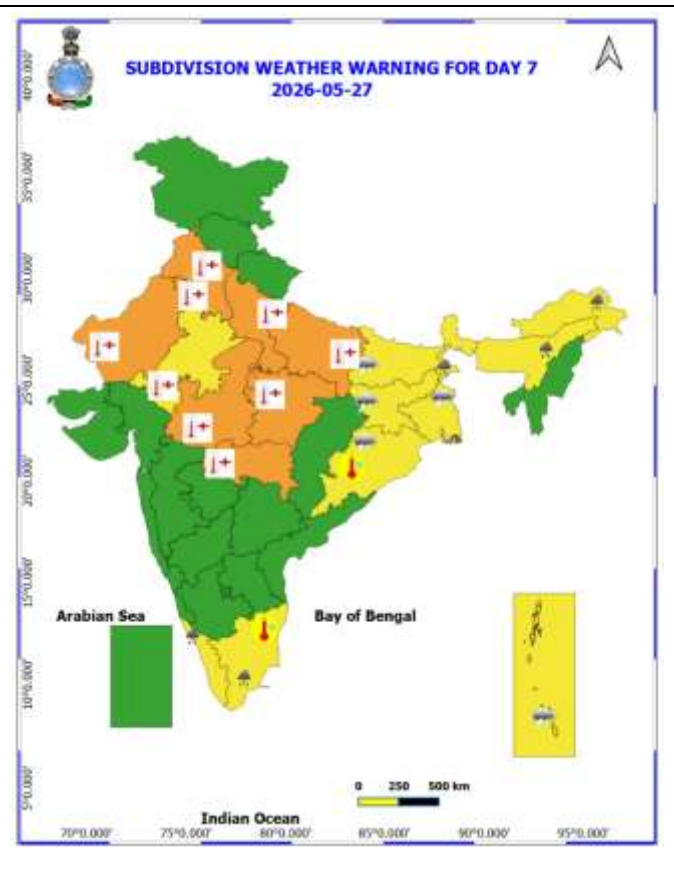 SUBDIVISION WEATHER WARNING FOR DAY 7
2026-05-27
40°0.000'
35°0.000'
30°0.000'
25°0.000'
20°0.000'
15°0.000'
10°0.000'
5°0.000'
Arabian Sea
Bay of Bengal
0 250 500 km
Indian Ocean
70°0.000' 75°0.000' 80°0.000' 85°0.000' 90°0.000' 95°0.000'